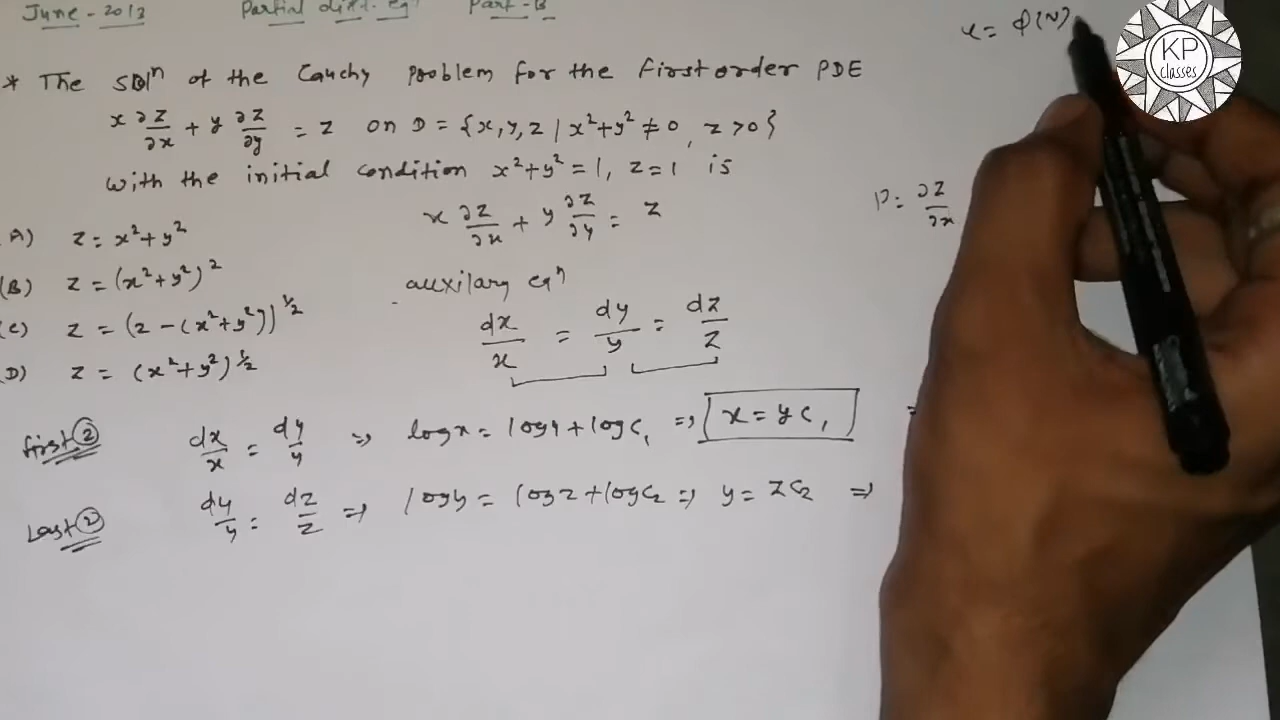 June - 2013 Partial diff. eqn Part-B
u = φ(v)
KP classes
* The solⁿ of the Cauchy Problem for the first order PDE
x ∂z/∂x + y ∂z/∂y = z on D = {x, y, z | x² + y² ≠ 0, z > 0}
with the initial condition x² + y² = 1, z = 1 is
x ∂z/∂x + y ∂z/∂y = z
P = ∂z/∂x
A) z = x² + y²
(B) z = (x² + y²)²
auxilary eqⁿ
(C) z = (2 - (x² + y²))^1/2
dx/x = dy/y = dz/z
(D) z = (x² + y²)^1/2
first ② dx/x = dy/y => log x = log y + log c₁ => x = y c₁ =
Last ② dy/y = dz/z => log y = log z + log c₂ => y = z c₂ =>